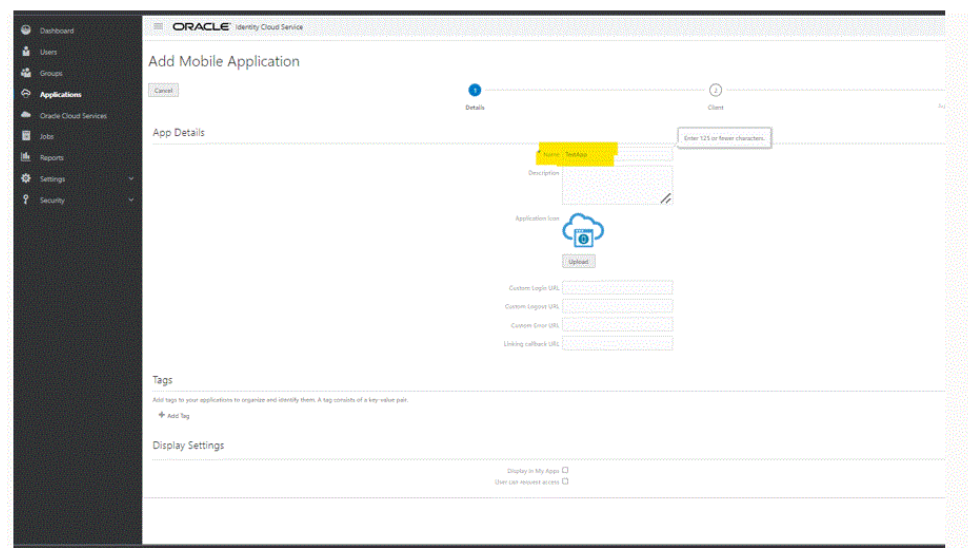 Dashboard
Users
Groups
Applications
Oracle Cloud Services
Jobs
Reports
Settings
Security
ORACLE Identity Cloud Service
Add Mobile Application
Cancel
1
2
Details
Client
App Details
Enter 125 or fewer characters.
* Name TestApp
Description
Application Icon
Upload
Custom Login URL
Custom Logout URL
Custom Error URL
Linking callback URL
Tags
Add tags to your applications to organize and identify them. A tag consists of a key-value pair.
Add Tag
Display Settings
Display in My Apps
User can request access